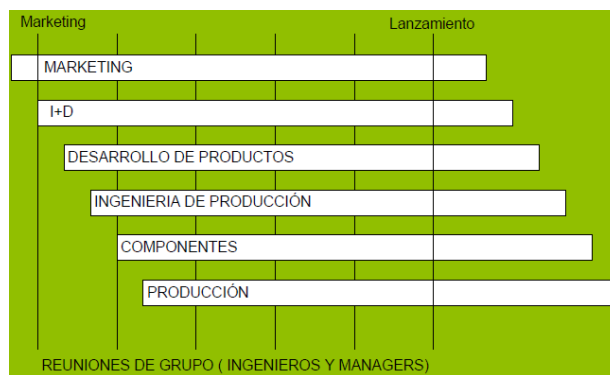 Marketing
Lanzamiento
MARKETING
I+D
DESARROLLO DE PRODUCTOS
INGENIERIA DE PRODUCCIÓN
COMPONENTES
PRODUCCIÓN
REUNIONES DE GRUPO ( INGENIEROS Y MANAGERS)